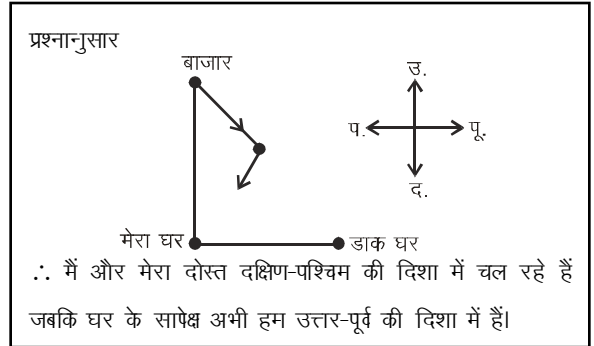 प्रश्नानुसार
बाजार
उ.
प.
पू.
द.
मेरा घर
डाक घर
∴ मैं और मेरा दोस्त दक्षिण-पश्चिम की दिशा में चल रहे हैं
जबकि घर के सापेक्ष अभी हम उत्तर-पूर्व की दिशा में हैं।